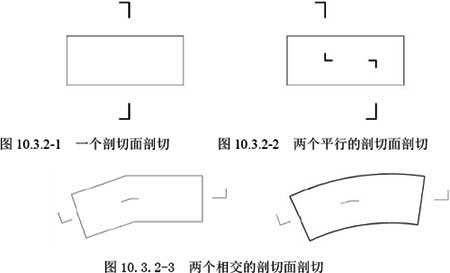 图 10.3.2-1 一个剖切面剖切
图 10.3.2-2 两个平行的剖切面剖切
图 10.3.2-3 两个相交的剖切面剖切